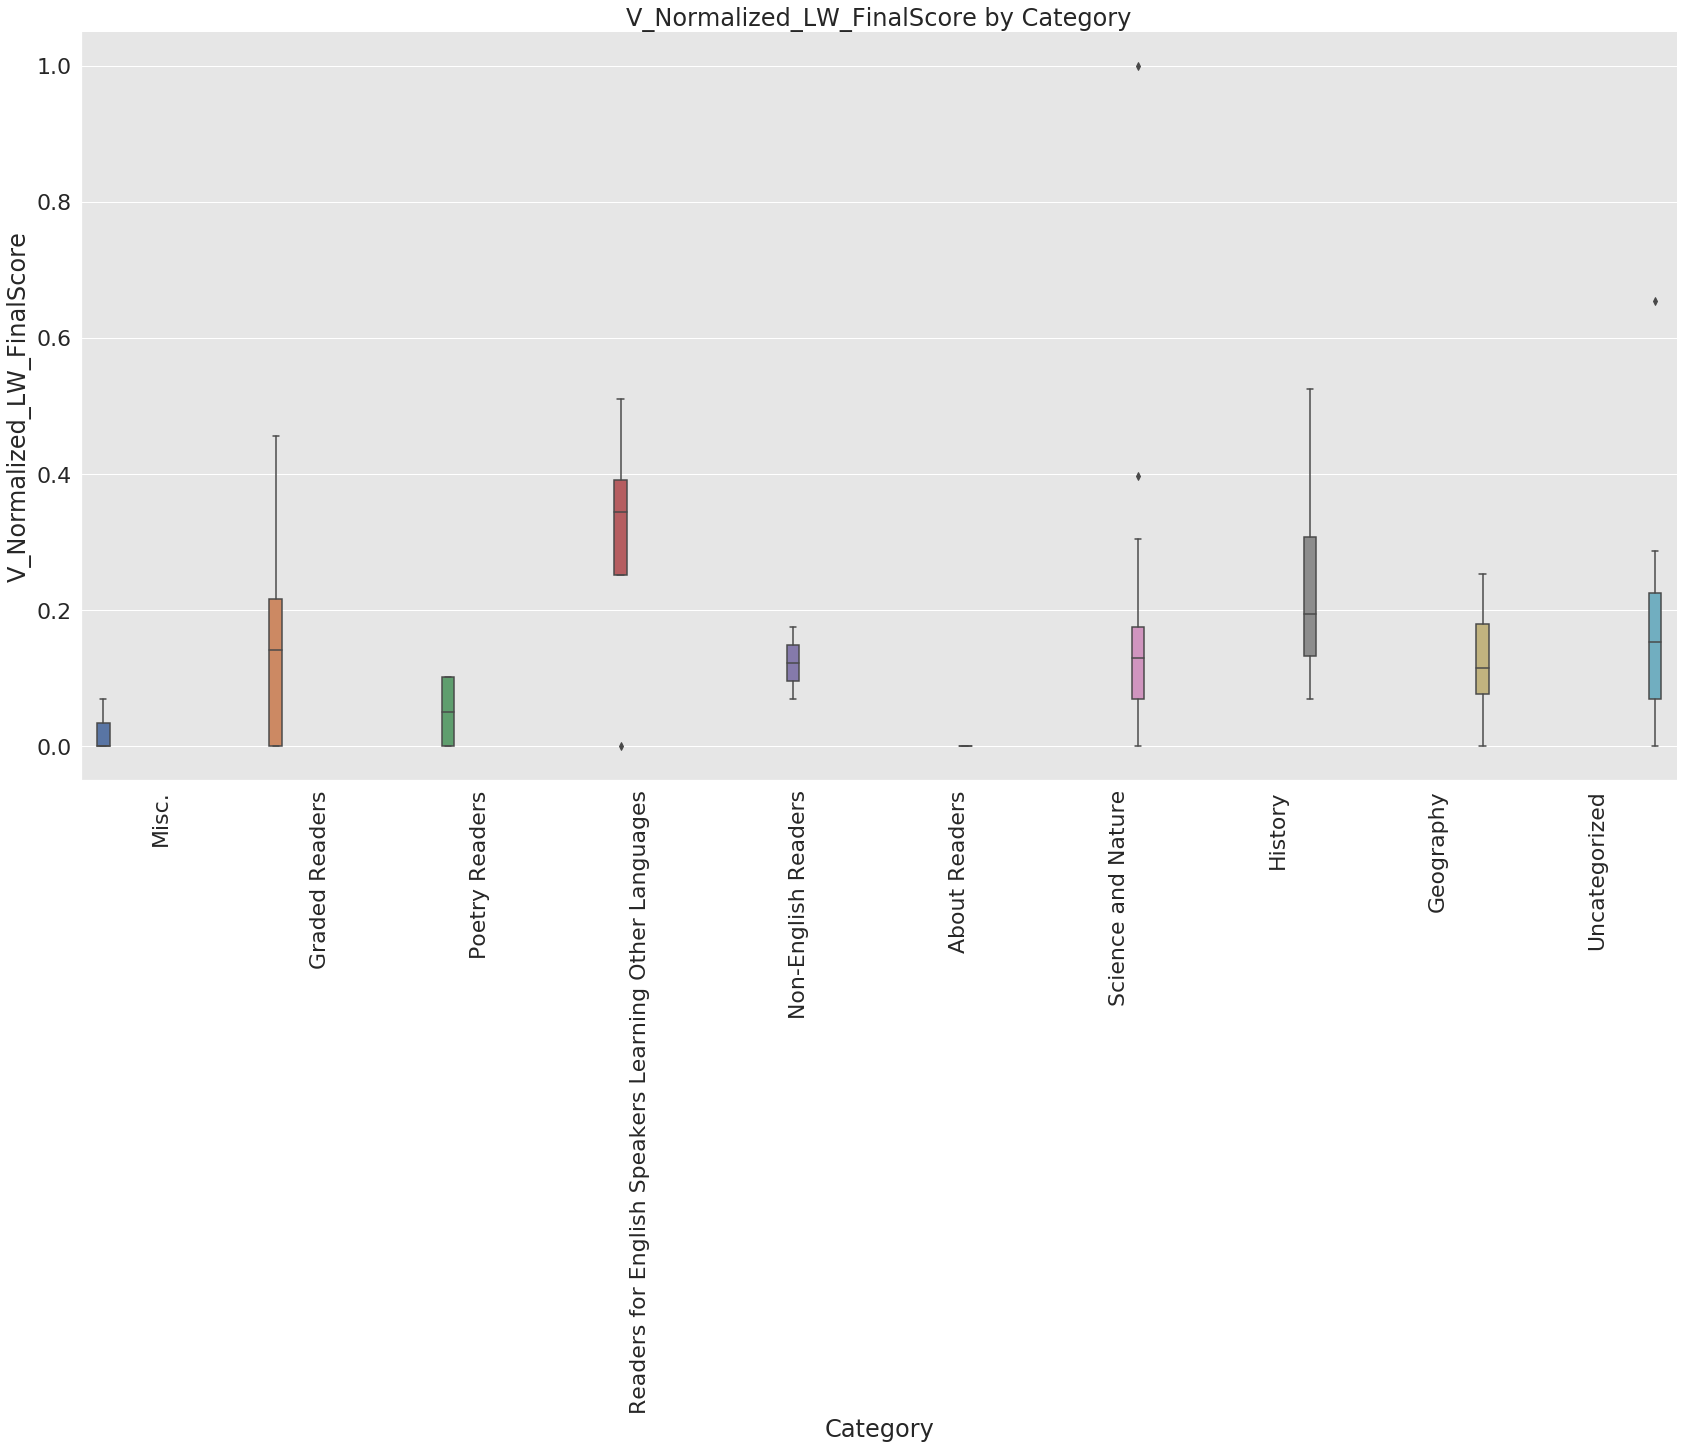 V_Normalized_LW_FinalScore by Category
V_Normalized_LW_FinalScore
1.0
0.8
0.6
0.4
0.2
0.0
Misc.
Graded Readers
Poetry Readers
Readers for English Speakers Learning Other Languages
Non-English Readers
About Readers
Science and Nature
History
Geography
Uncategorized
Category